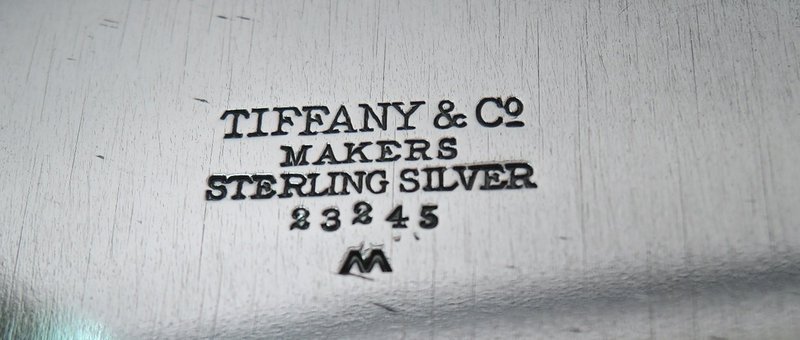 TIFFANY & Cº
MAKERS
STERLING SILVER
23245
M